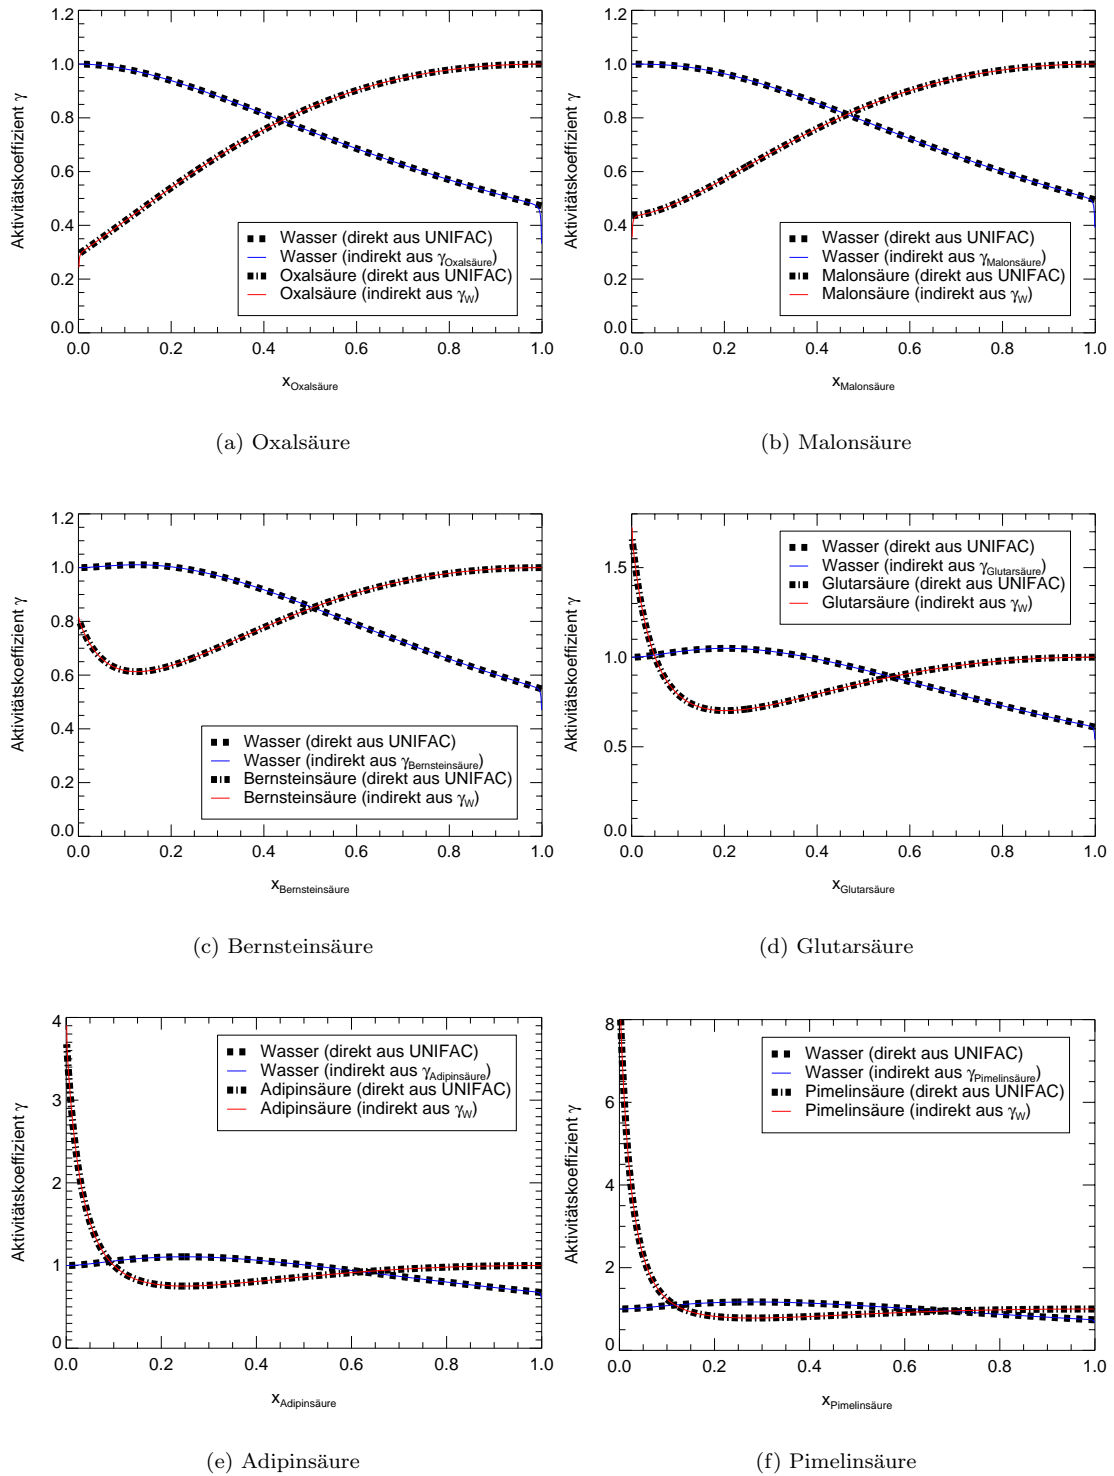 1.2
1.0
0.8
0.6
0.4
0.2
0.0
Aktivitätskoeffizient γ
Wasser (direkt aus UNIFAC)
Wasser (indirekt aus γOxalsäure)
Oxalsäure (direkt aus UNIFAC)
Oxalsäure (indirekt aus γW)
0.0 0.2 0.4 0.6 0.8 1.0
xOxalsäure
(a) Oxalsäure
1.2
1.0
0.8
0.6
0.4
0.2
0.0
Aktivitätskoeffizient γ
Wasser (direkt aus UNIFAC)
Wasser (indirekt aus γMalonsäure)
Malonsäure (direkt aus UNIFAC)
Malonsäure (indirekt aus γW)
0.0 0.2 0.4 0.6 0.8 1.0
xMalonsäure
(b) Malonsäure
1.2
1.0
0.8
0.6
0.4
0.2
0.0
Aktivitätskoeffizient γ
Wasser (direkt aus UNIFAC)
Wasser (indirekt aus γBernsteinsäure)
Bernsteinsäure (direkt aus UNIFAC)
Bernsteinsäure (indirekt aus γW)
0.0 0.2 0.4 0.6 0.8 1.0
xBernsteinsäure
(c) Bernsteinsäure
1.5
1.0
0.5
0.0
Aktivitätskoeffizient γ
Wasser (direkt aus UNIFAC)
Wasser (indirekt aus γGlutarsäure)
Glutarsäure (direkt aus UNIFAC)
Glutarsäure (indirekt aus γW)
0.0 0.2 0.4 0.6 0.8 1.0
xGlutarsäure
(d) Glutarsäure
4
3
2
1
0
Aktivitätskoeffizient γ
Wasser (direkt aus UNIFAC)
Wasser (indirekt aus γAdipinsäure)
Adipinsäure (direkt aus UNIFAC)
Adipinsäure (indirekt aus γW)
0.0 0.2 0.4 0.6 0.8 1.0
xAdipinsäure
(e) Adipinsäure
8
6
4
2
0
Aktivitätskoeffizient γ
Wasser (direkt aus UNIFAC)
Wasser (indirekt aus γPimelinsäure)
Pimelinsäure (direkt aus UNIFAC)
Pimelinsäure (indirekt aus γW)
0.0 0.2 0.4 0.6 0.8 1.0
xPimelinsäure
(f) Pimelinsäure